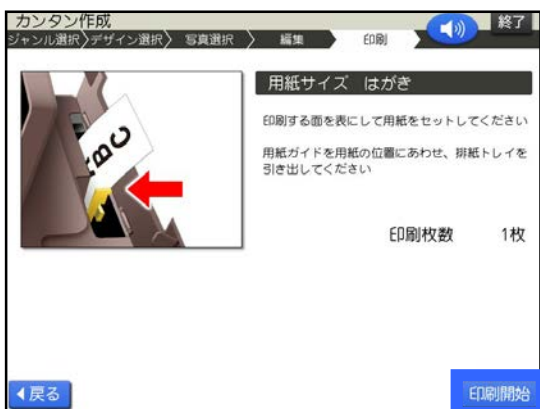 カンタン作成
終了
ジャンル選択〉デザイン選択〉 写真選択 〉 編集 印刷
用紙サイズ はがき
印刷する面を表にして用紙をセットしてください
用紙ガイドを用紙の位置にあわせ、排紙トレイを
引き出してください
ABC
印刷枚数 1枚
戻る
印刷開始